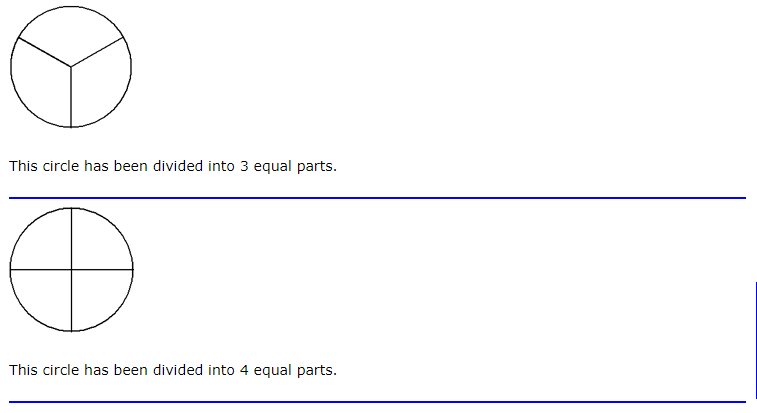 This circle has been divided into 3 equal parts.
This circle has been divided into 4 equal parts.